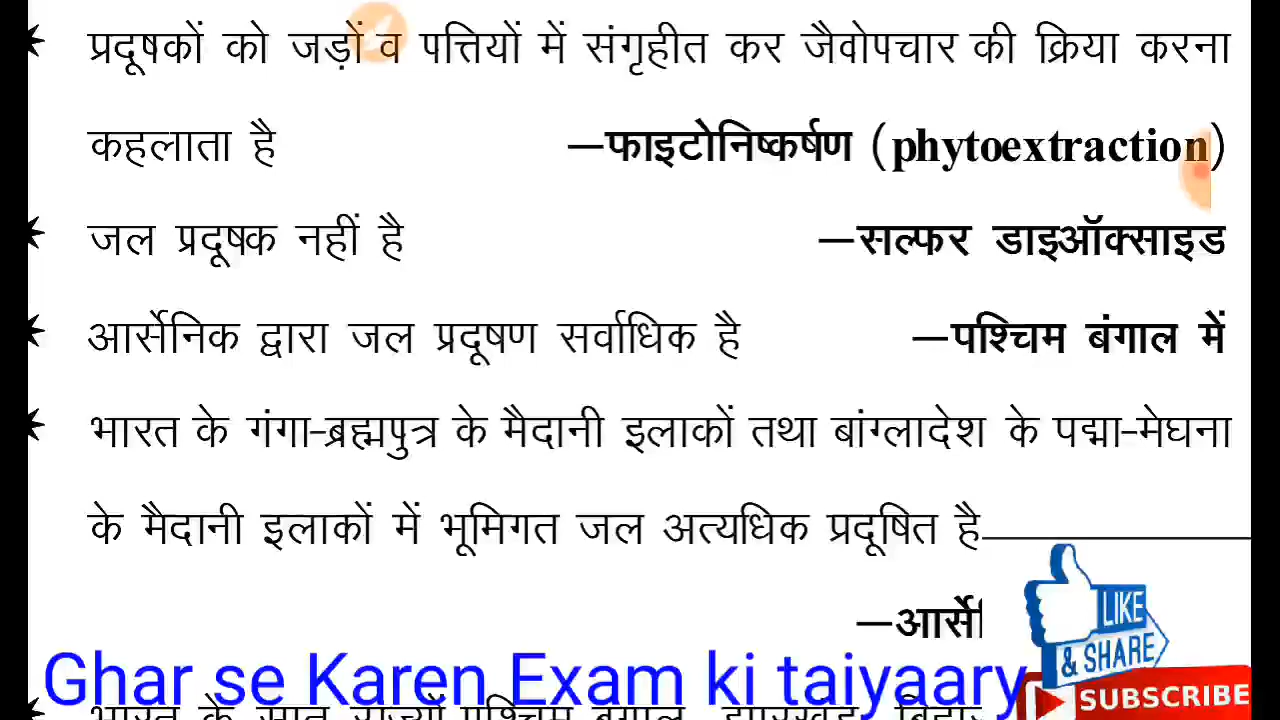 प्रदूषकों को जड़ों व पत्तियों में संगृहीत कर जैवोपचार की क्रिया करना
कहलाता है —फाइटोनिष्कर्षण (phytoextraction)
जल प्रदूषक नहीं है —सल्फर डाइऑक्साइड
आर्सेनिक द्वारा जल प्रदूषण सर्वाधिक है —पश्चिम बंगाल में
भारत के गंगा-ब्रह्मपुत्र के मैदानी इलाकों तथा बांग्लादेश के पद्मा-मेघना
के मैदानी इलाकों में भूमिगत जल अत्यधिक प्रदूषित है
LIKE
& SHARE
Ghar se Karen Exam ki taiyaary
SUBSCRIBE